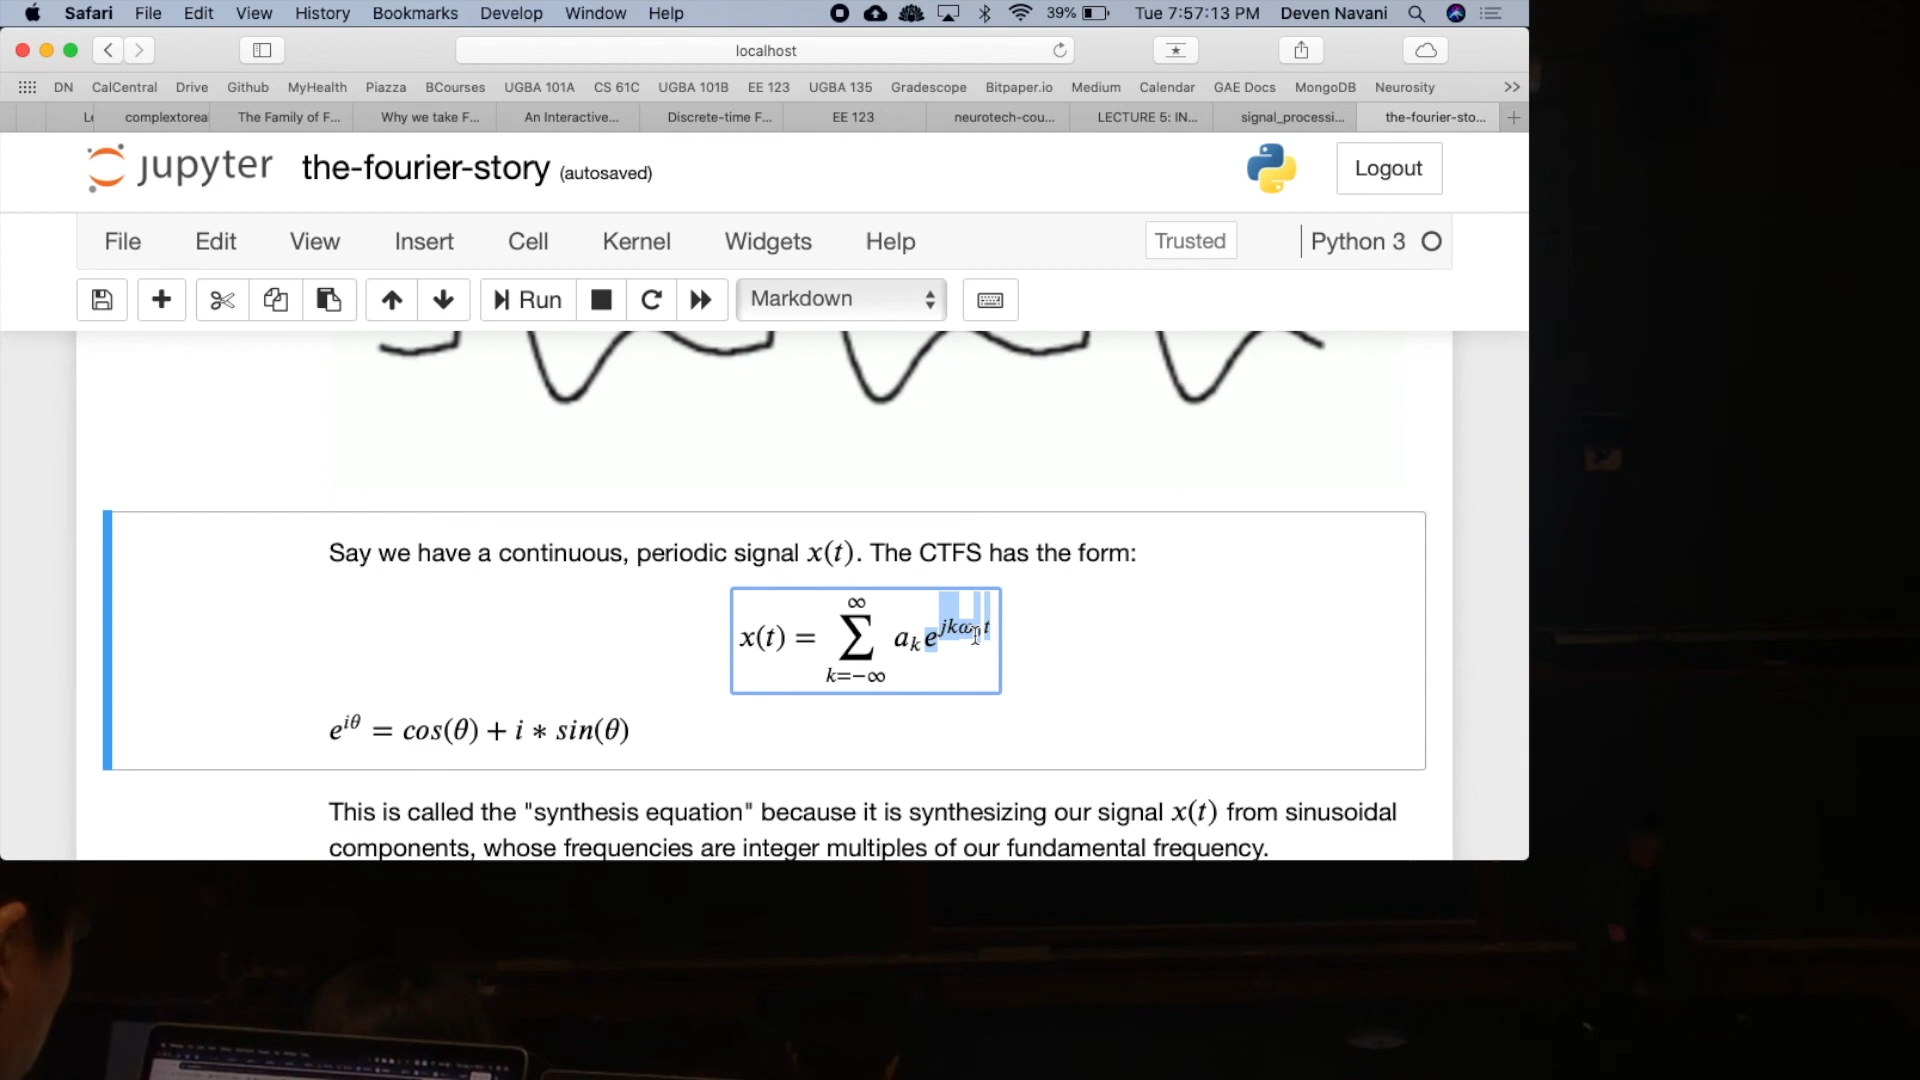 Safari File Edit View History Bookmarks Develop Window Help 39% Tue 7:57:13 PM Deven Navani
localhost
DN CalCentral Drive Github MyHealth Piazza BCourses UGBA 101A CS 61C UGBA 101B EE 123 UGBA 135 Gradescope Bitpaper.io Medium Calendar GAE Docs MongoDB Neurosity
complextorea The Family of F... Why we take F... An Interactive... Discrete-time F... EE 123 neurotech-cou... LECTURE 5: IN... signal_processi... the-fourier-sto...
jupyter the-fourier-story (autosaved) Logout
File Edit View Insert Cell Kernel Widgets Help Trusted Python 3
Run Markdown
Say we have a continuous, periodic signal x(t). The CTFS has the form:
x(t) = ∑_{k=−∞}^{∞} a_k e^{jkω t}
e^{iθ} = cos(θ) + i ∗ sin(θ)
This is called the "synthesis equation" because it is synthesizing our signal x(t) from sinusoidal
components, whose frequencies are integer multiples of our fundamental frequency.